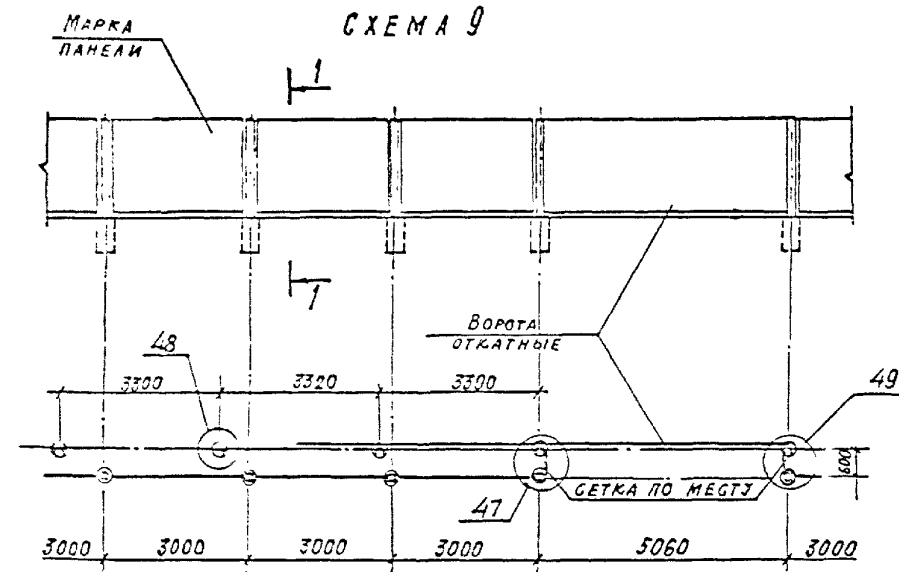 СХЕМА 9
МАРКА
ПАНЕЛИ
1
1
ВОРОТА
ОТКАТНЫЕ
48
3300
3320
3300
49
600
СЕТКА ПО МЕСТУ
47
3000
3000
3000
3000
5060
3000